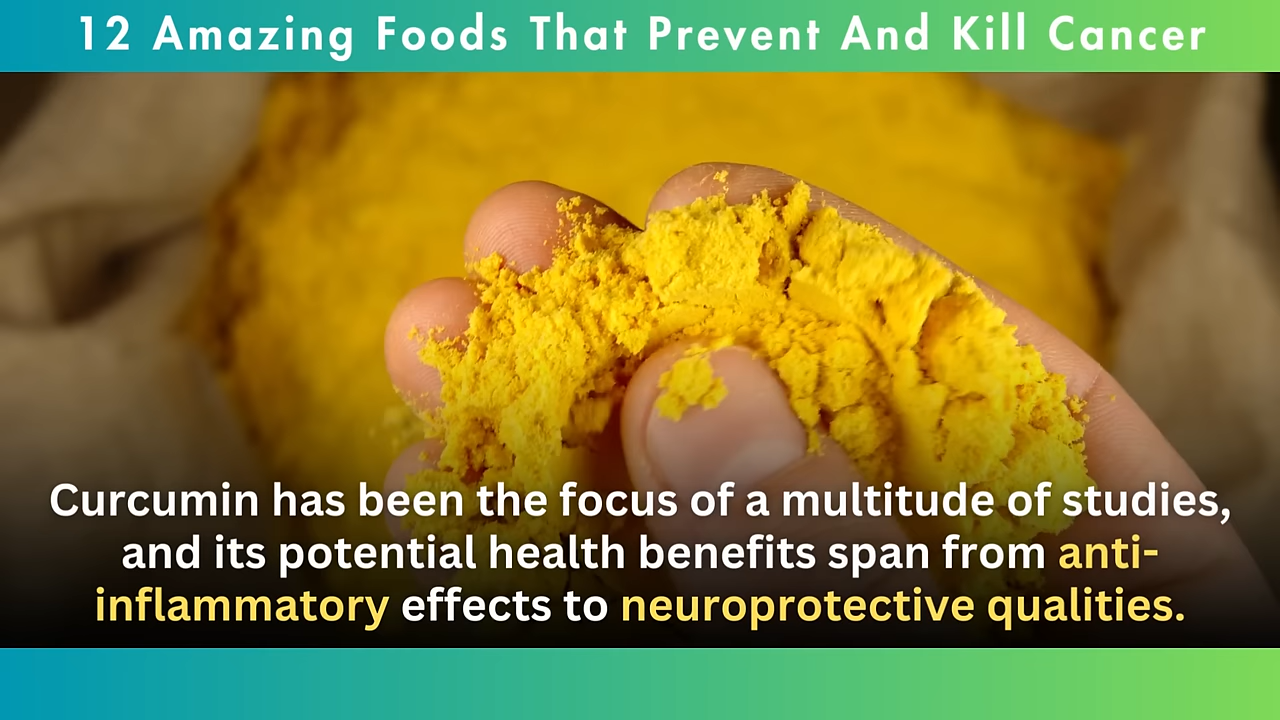 12 Amazing Foods That Prevent And Kill Cancer
Curcumin has been the focus of a multitude of studies,
and its potential health benefits span from anti-
inflammatory effects to neuroprotective qualities.